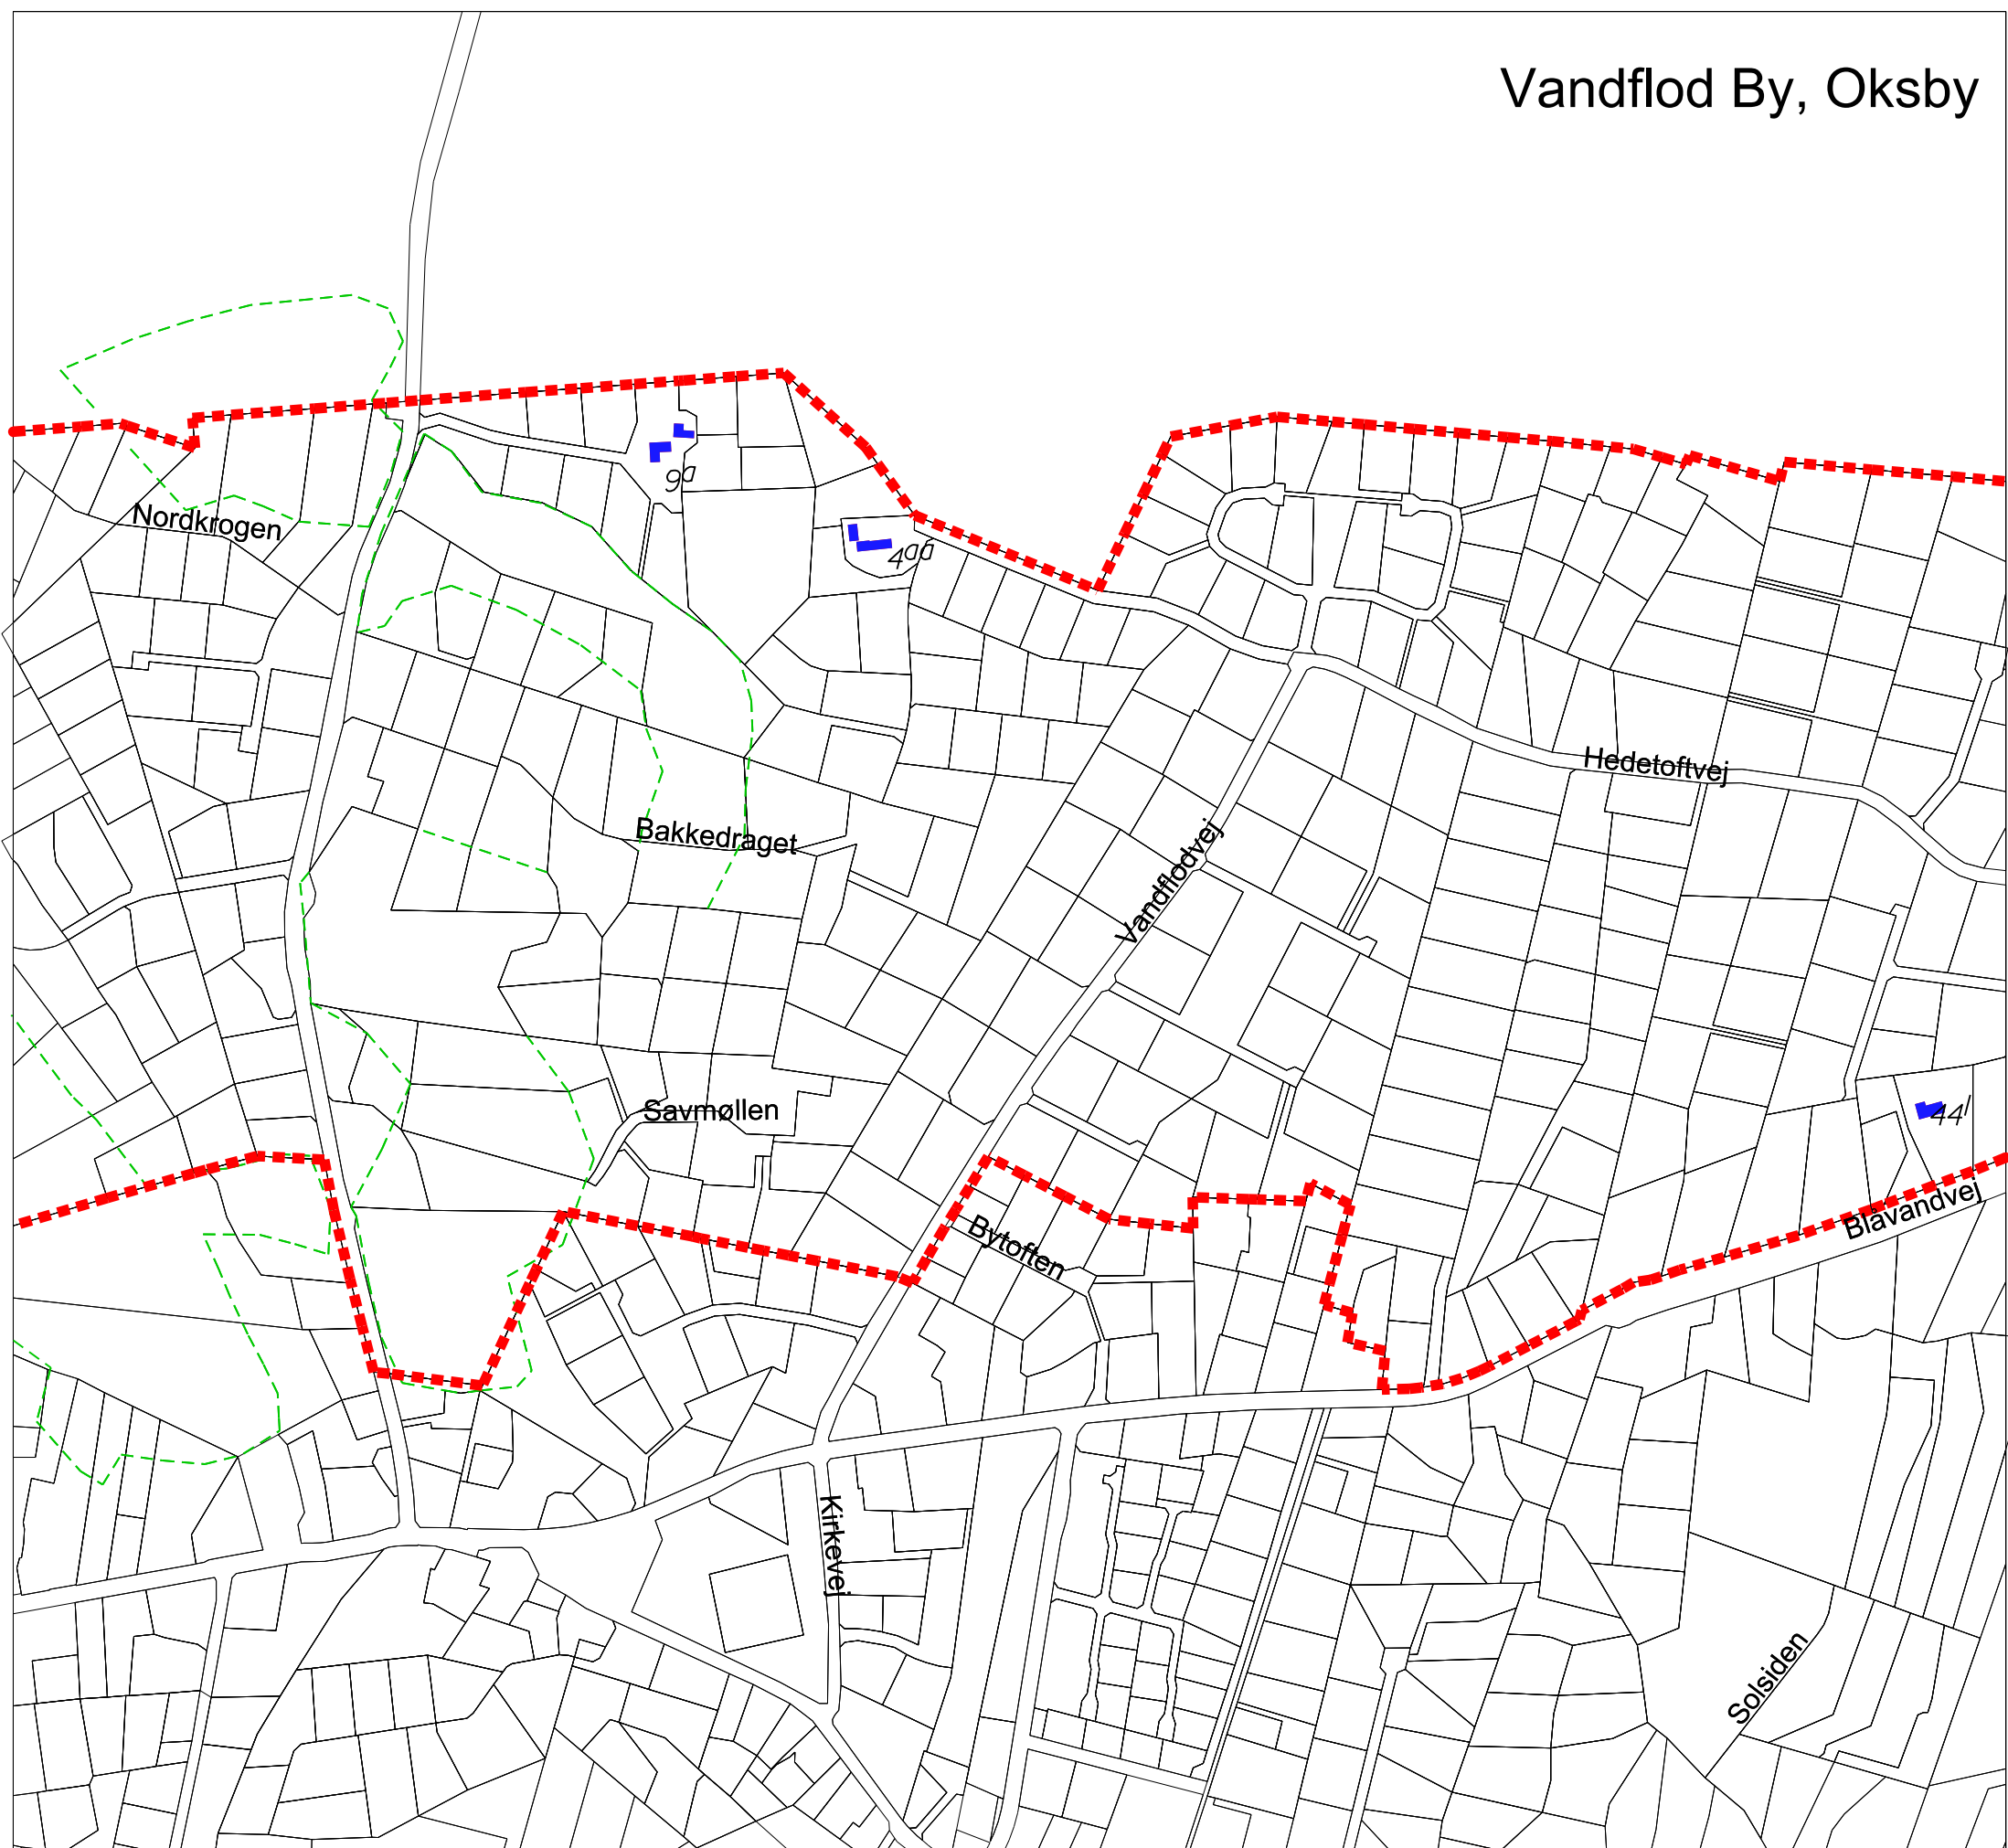 Vandflod By, Oksby
9a
Nordkrogen
4aa
Hedetoftvej
Bakkedraget
Vandflodvej
Savmøllen
44l
Blåvandvej
Bytoften
Kirkevej
Solsiden